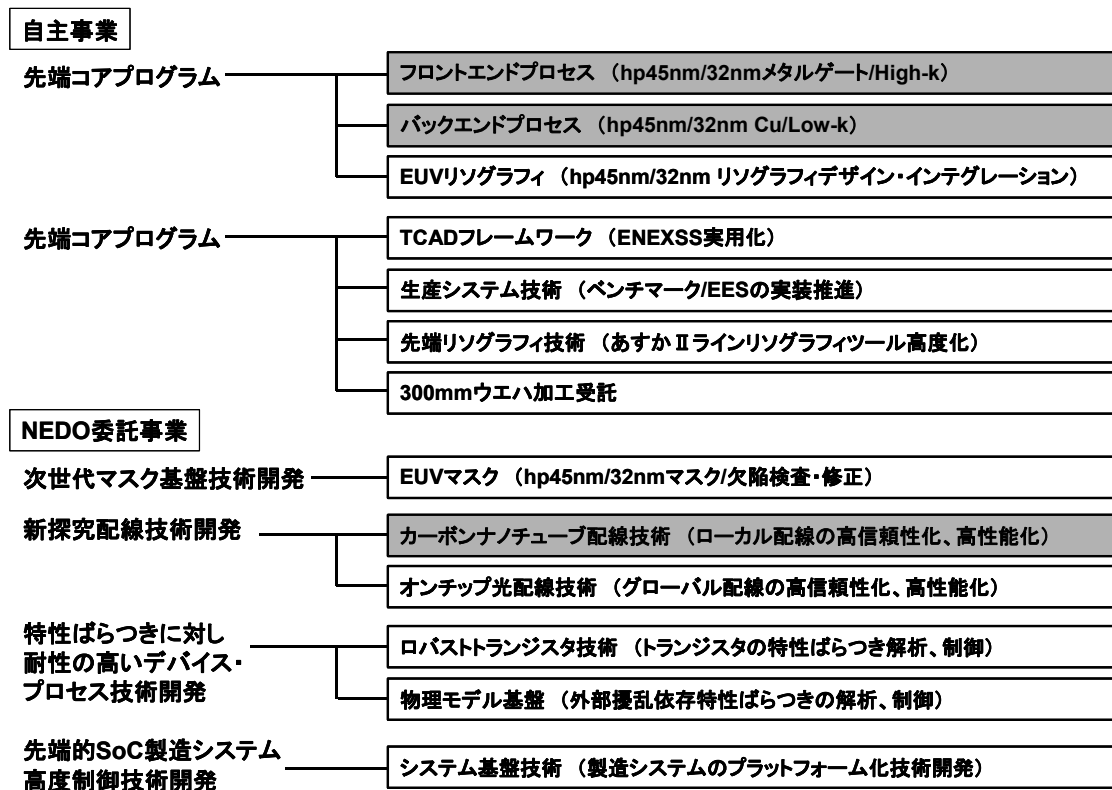 自主事業
先端コアプログラム
フロントエンドプロセス （hp45nm/32nmメタルゲート/High-k）
バックエンドプロセス （hp45nm/32nm Cu/Low-k）
EUVリソグラフィ （hp45nm/32nm リソグラフィデザイン・インテグレーション）
先端コアプログラム
TCADフレームワーク （ENEXSS実用化）
生産システム技術 （ベンチマーク/EESの実装推進）
先端リソグラフィ技術 （あすかⅡラインリソグラフィツール高度化）
300mmウエハ加工受託
NEDO委託事業
次世代マスク基盤技術開発
EUVマスク （hp45nm/32nmマスク/欠陥検査・修正）
新探究配線技術開発
カーボンナノチューブ配線技術 （ローカル配線の高信頼性化、高性能化）
オンチップ光配線技術 （グローバル配線の高信頼性化、高性能化）
特性ばらつきに対し
耐性の高いデバイス・
プロセス技術開発
ロバストトランジスタ技術 （トランジスタの特性ばらつき解析、制御）
物理モデル基盤 （外部擾乱依存特性ばらつきの解析、制御）
先端的SoC製造システム
高度制御技術開発
システム基盤技術 （製造システムのプラットフォーム化技術開発）